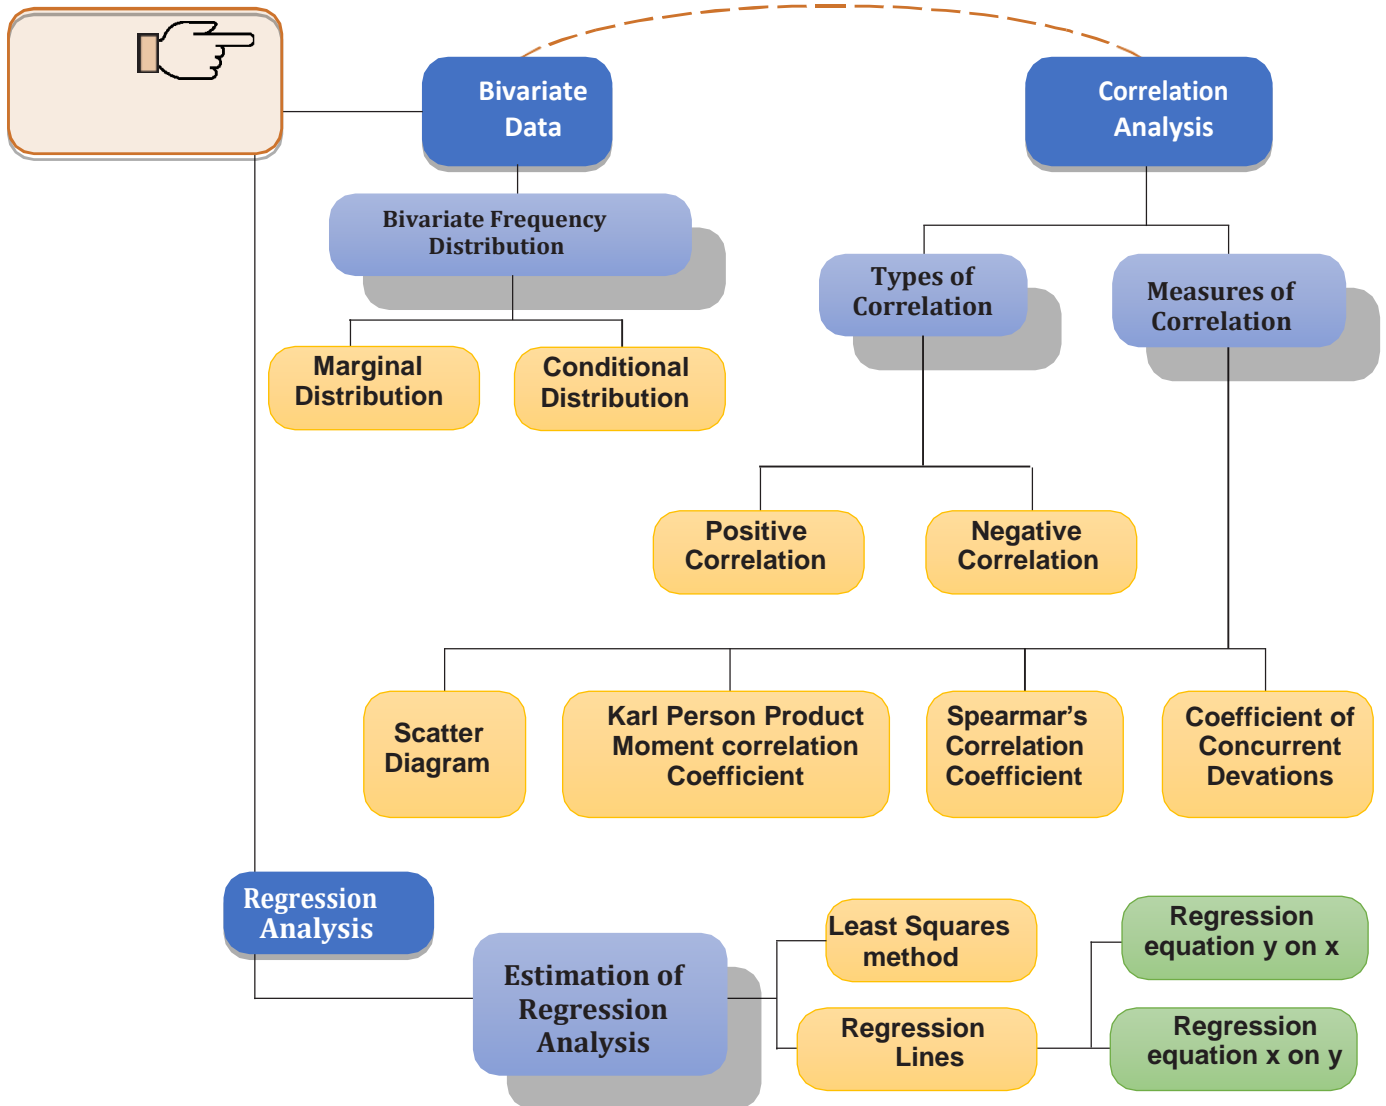 Bivariate
Data
Correlation
Analysis
Bivariate Frequency
Distribution
Types of
Correlation
Measures of
Correlation
Marginal
Distribution
Conditional
Distribution
Positive
Correlation
Negative
Correlation
Scatter
Diagram
Karl Person Product
Moment correlation
Coefficient
Spearmar's
Correlation
Coefficient
Coefficient of
Concurrent
Devations
Regression
Analysis
Estimation of
Regression
Analysis
Least Squares
method
Regression
Lines
Regression
equation y on x
Regression
equation x on y